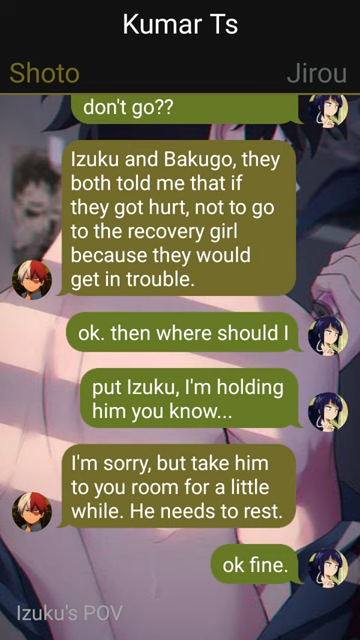 Kumar Ts
Shoto
Jirou
don't go??
Izuku and Bakugo, they
both told me that if
they got hurt, not to go
to the recovery girl
because they would
get in trouble.
ok. then where should I
put Izuku, I'm holding
him you know...
I'm sorry, but take him
to you room for a little
while. He needs to rest.
ok fine.
Izuku's POV